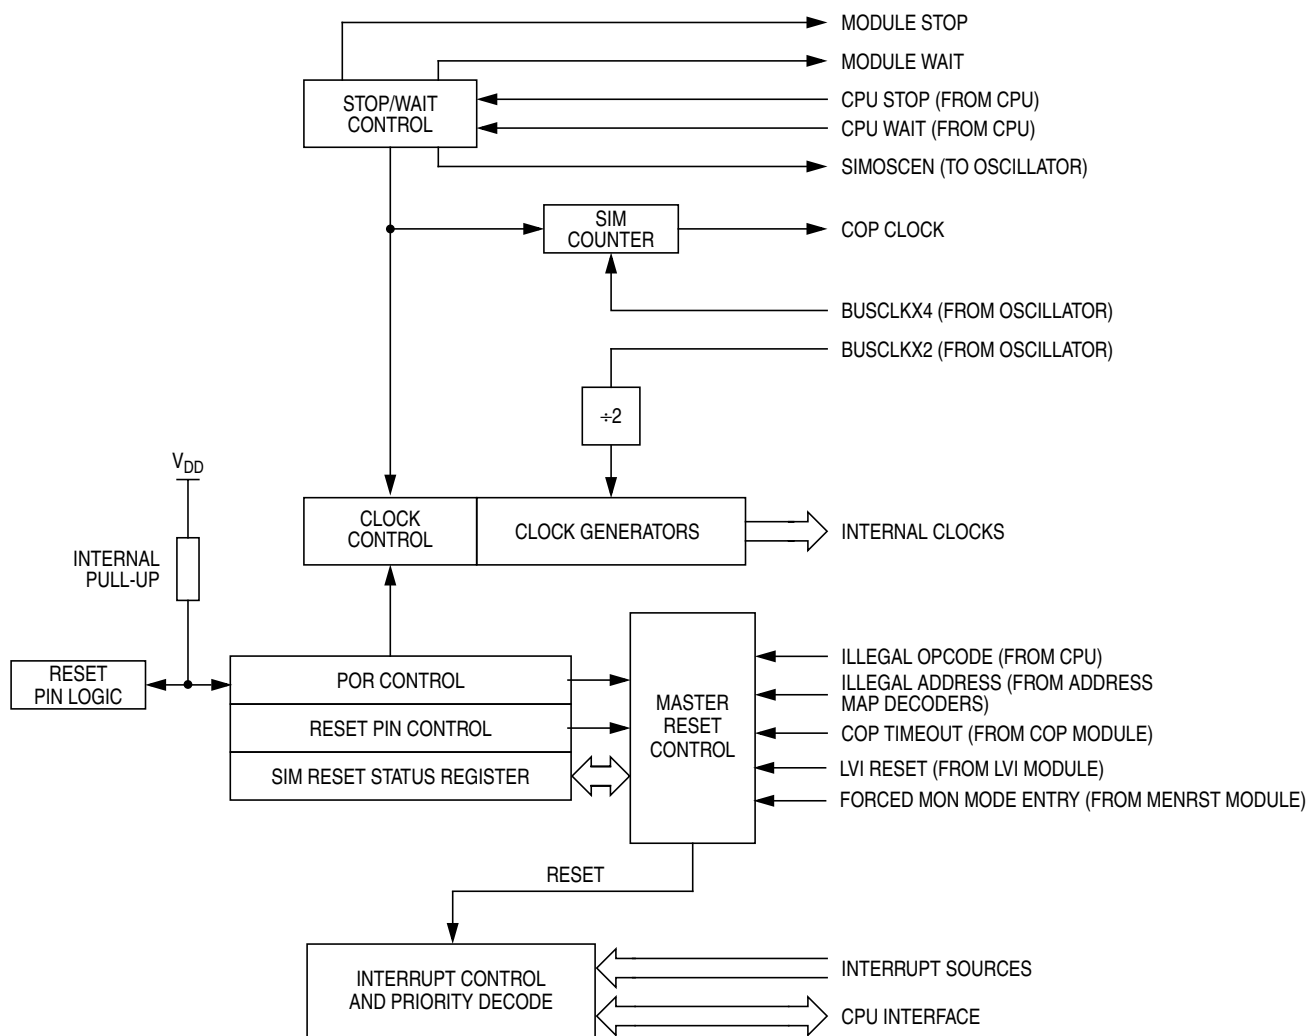 MODULE STOP
MODULE WAIT
STOP/WAIT
CONTROL
CPU STOP (FROM CPU)
CPU WAIT (FROM CPU)
SIMOSCEN (TO OSCILLATOR)
SIM
COUNTER
COP CLOCK
BUSCLKX4 (FROM OSCILLATOR)
BUSCLKX2 (FROM OSCILLATOR)
÷2
VDD
INTERNAL
PULL-UP
CLOCK
CONTROL
CLOCK GENERATORS
INTERNAL CLOCKS
RESET
PIN LOGIC
POR CONTROL
RESET PIN CONTROL
SIM RESET STATUS REGISTER
MASTER
RESET
CONTROL
ILLEGAL OPCODE (FROM CPU)
ILLEGAL ADDRESS (FROM ADDRESS
MAP DECODERS)
COP TIMEOUT (FROM COP MODULE)
LVI RESET (FROM LVI MODULE)
FORCED MON MODE ENTRY (FROM MENRST MODULE)
RESET
INTERRUPT CONTROL
AND PRIORITY DECODE
INTERRUPT SOURCES
CPU INTERFACE